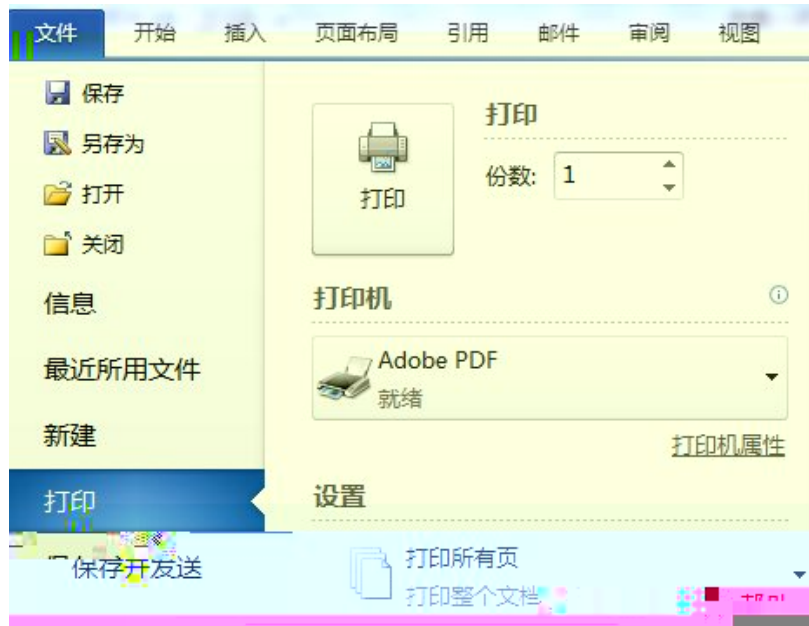 文件 开始 插入 页面布局 引用 邮件 审阅 视图
保存
另存为
打开
关闭
信息
最近所用文件
新建
打印
保存并发送
打印
打印
份数: 1
打印机
Adobe PDF
就绪
打印机属性
设置
打印所有页
打印整个文档